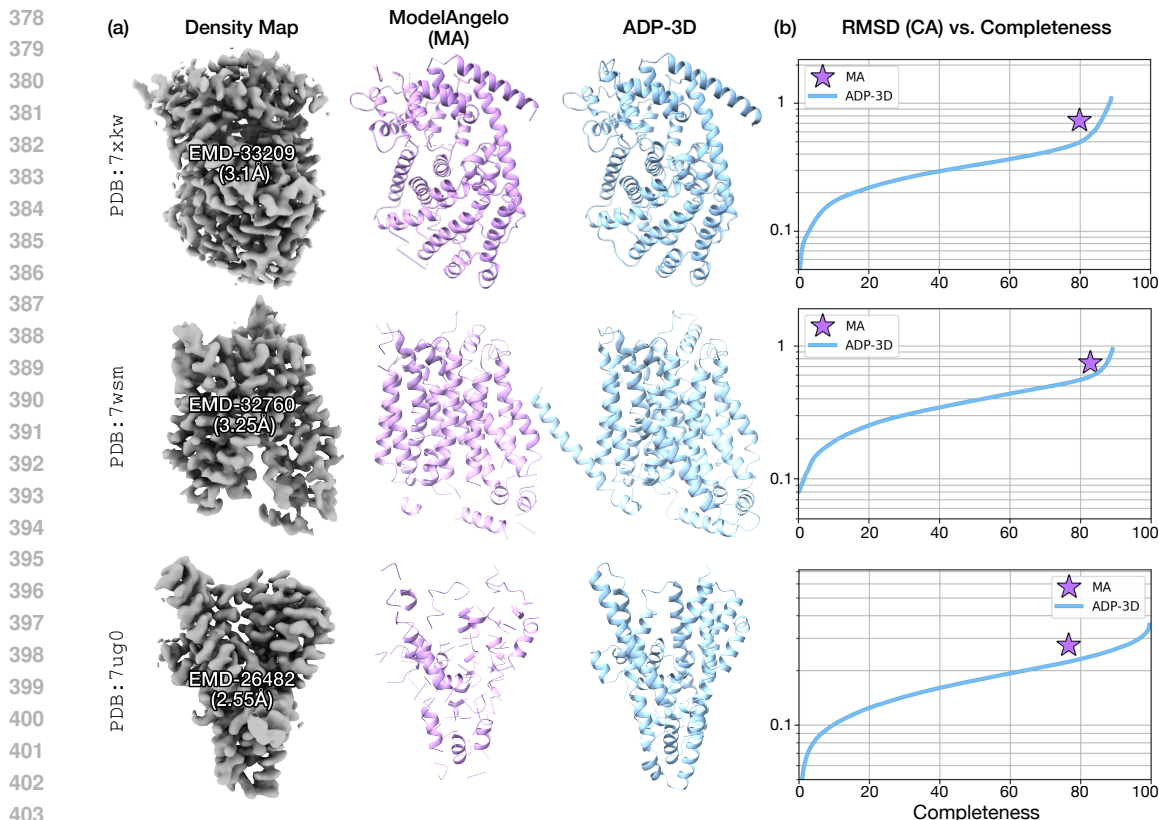 378
379
380
381
382
383
384
385
386
387
388
389
390
391
392
393
394
395
396
397
398
399
400
401
402
403
(a)
Density Map
ModelAngelo
(MA)
ADP-3D
PDB:7xkw
EMD-33209
(3.1Å)
PDB:7wsm
EMD-32760
(3.25Å)
PDB:7ug0
EMD-26482
(2.55Å)
(b)
RMSD (CA) vs. Completeness
MA
ADP-3D
1
0.1
0 20 40 60 80 100
MA
ADP-3D
1
0.1
0 20 40 60 80 100
MA
ADP-3D
0.1
0 20 40 60 80 100
Completeness